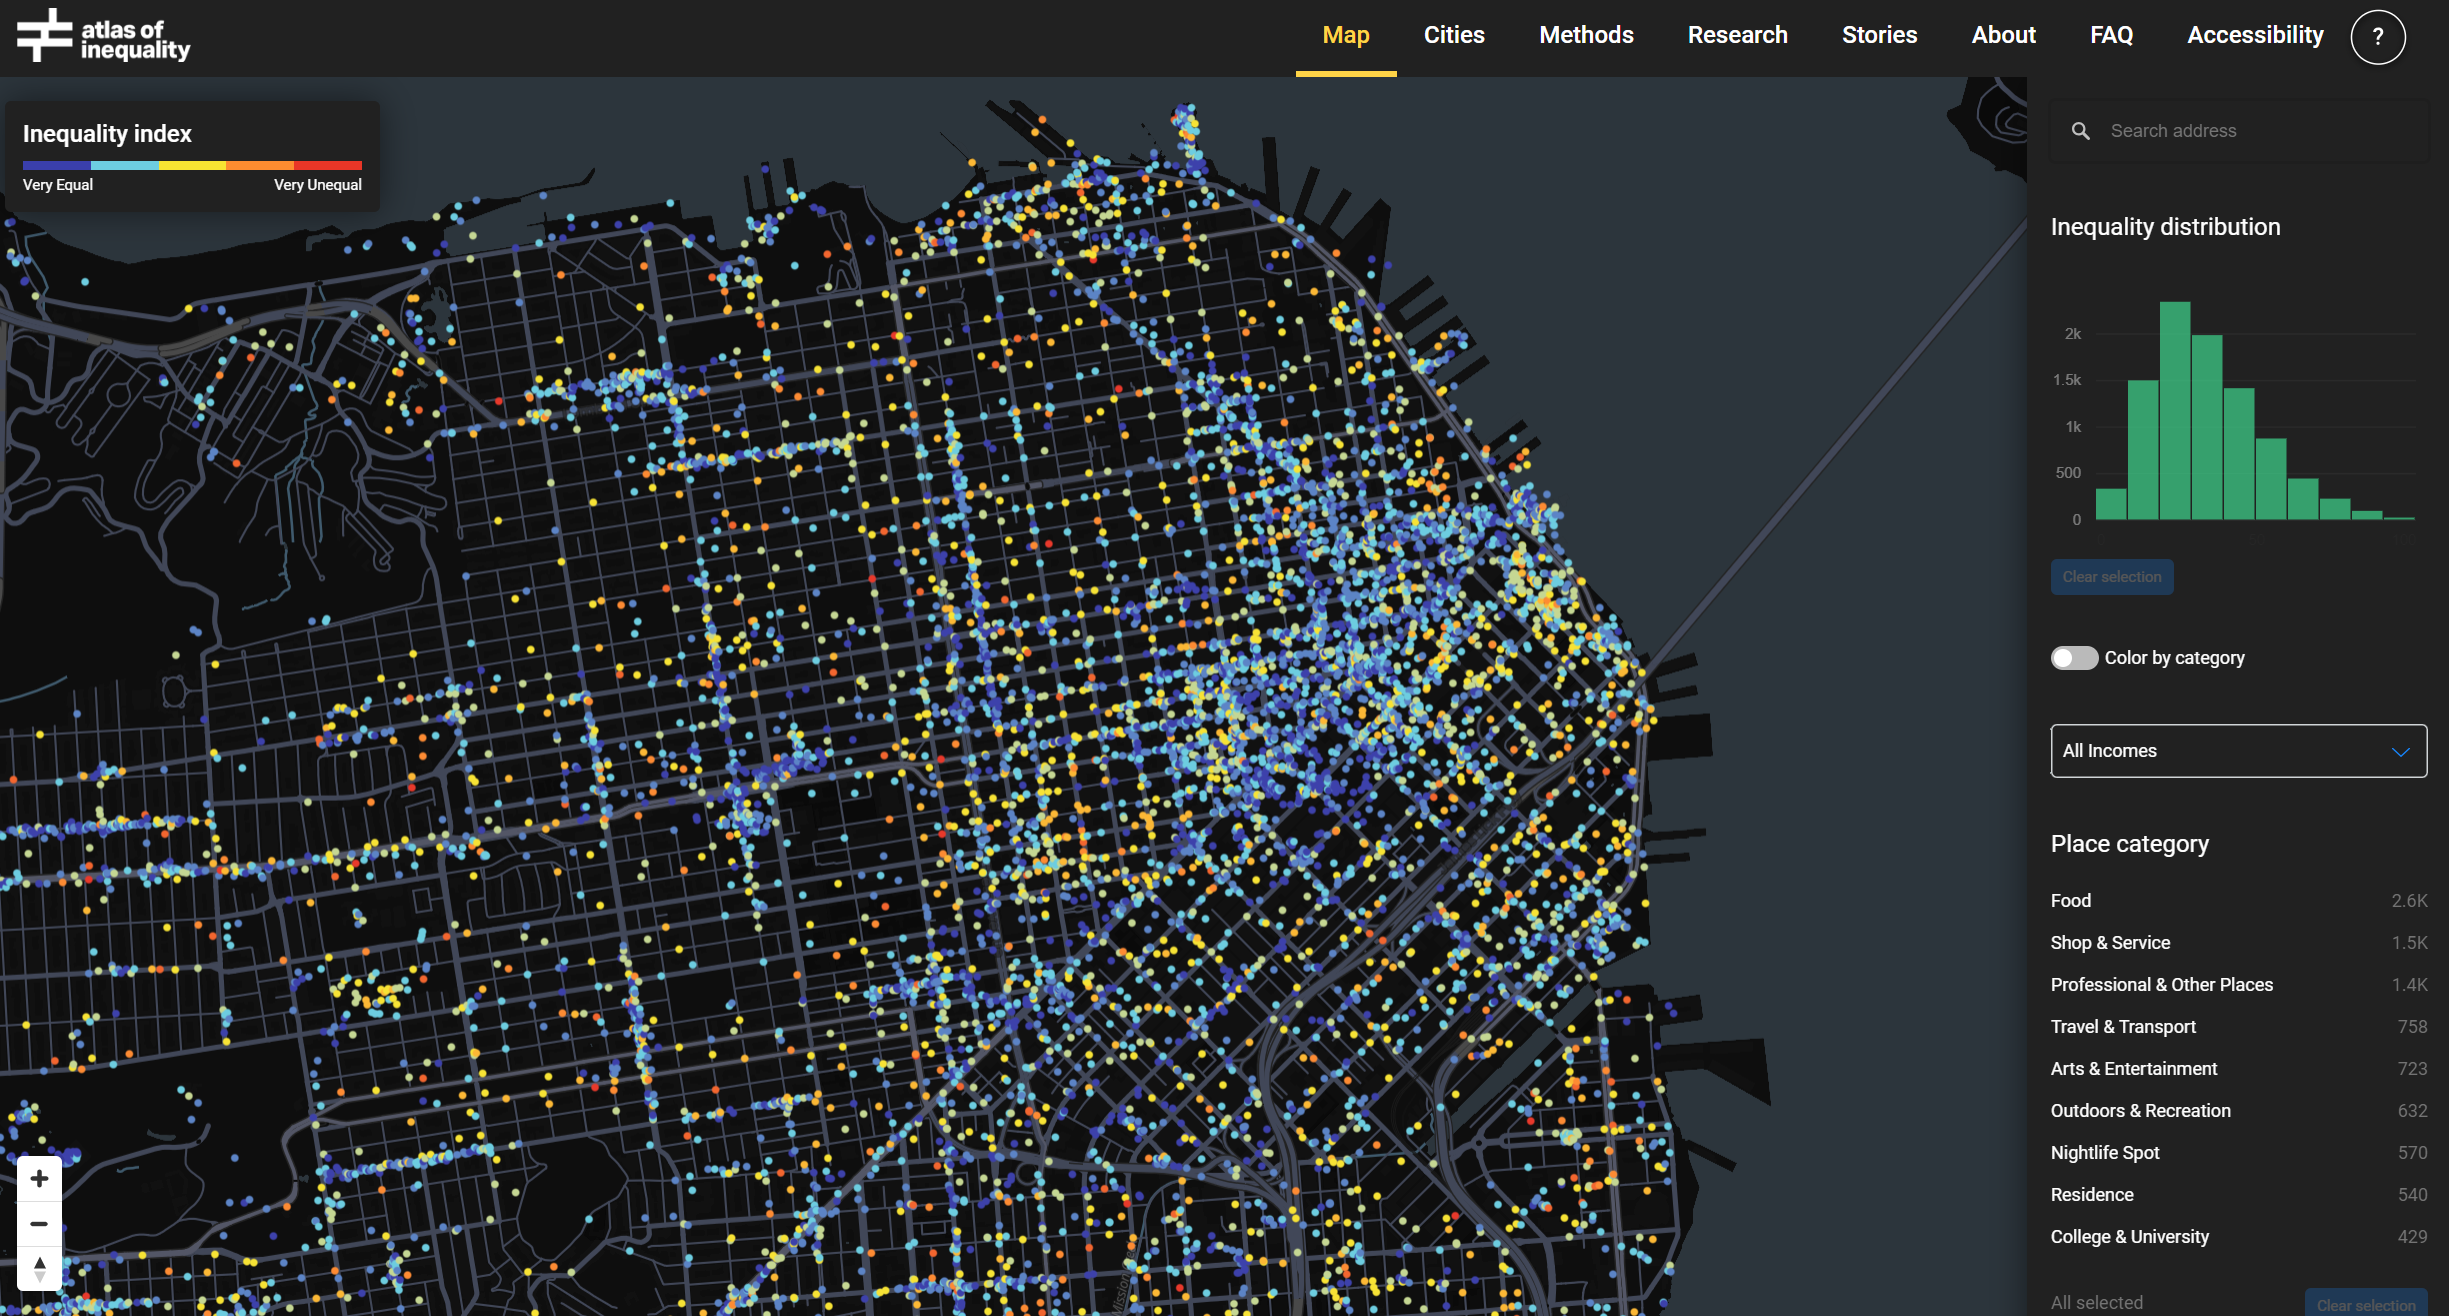 atlas of
inequality
Map
Cities
Methods
Research
Stories
About
FAQ
Accessibility
?
Inequality index
Very Equal
Very Unequal
Search address
Inequality distribution
2k
1.5k
1k
500
0
Clear selection
Color by category
All Incomes
Place category
Food 2.6K
Shop & Service 1.5K
Professional & Other Places 1.4K
Travel & Transport 758
Arts & Entertainment 723
Outdoors & Recreation 632
Nightlife Spot 570
Residence 540
College & University 429
All selected
Clear selection
Mission